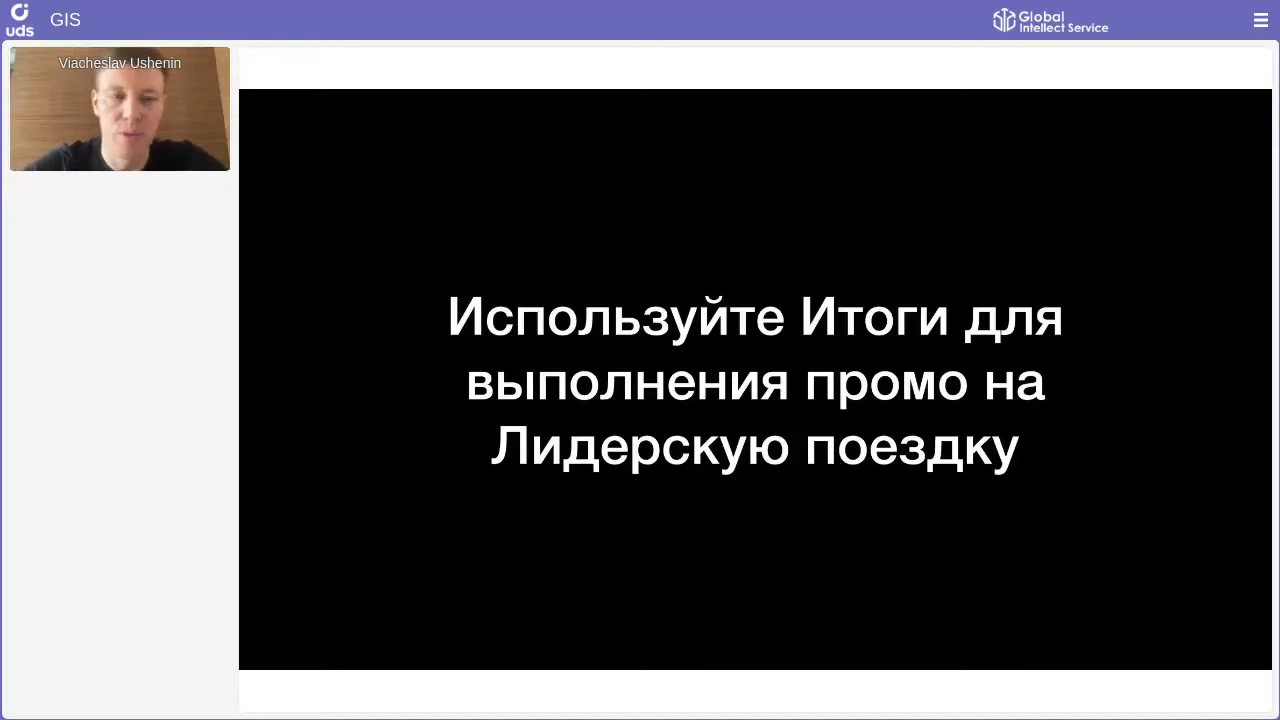 uds
GIS
Global
Intellect Service
Viacheslav Ushenin
Используйте Итоги для
выполнения промо на
Лидерскую поездку